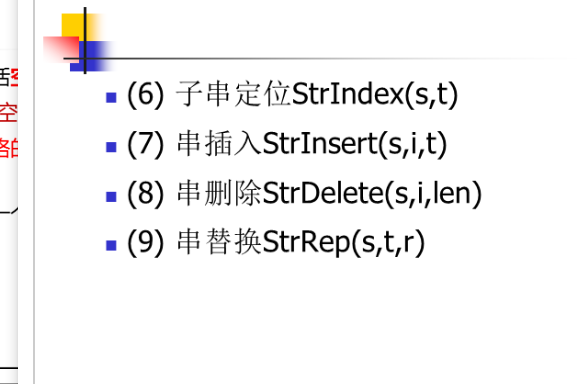 (6) 子串定位StrIndex(s,t)
(7) 串插入StrInsert(s,i,t)
(8) 串删除StrDelete(s,i,len)
(9) 串替换StrRep(s,t,r)